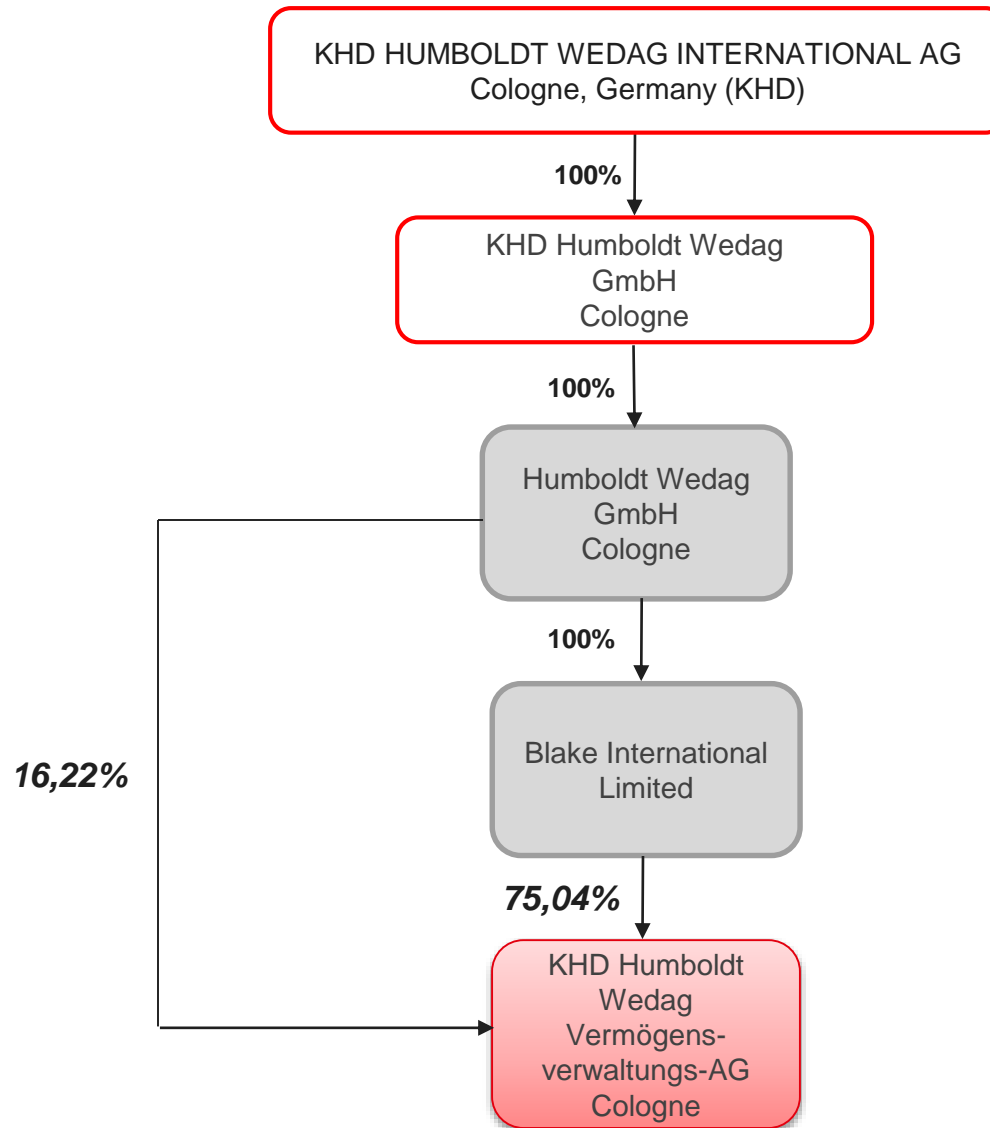 KHD HUMBOLDT WEDAG INTERNATIONAL AG
Cologne, Germany (KHD)
100%
KHD Humboldt Wedag
GmbH
Cologne
100%
Humboldt Wedag
GmbH
Cologne
100%
Blake International
Limited
16,22%
75,04%
KHD Humboldt
Wedag
Vermögens-
verwaltungs-AG
Cologne